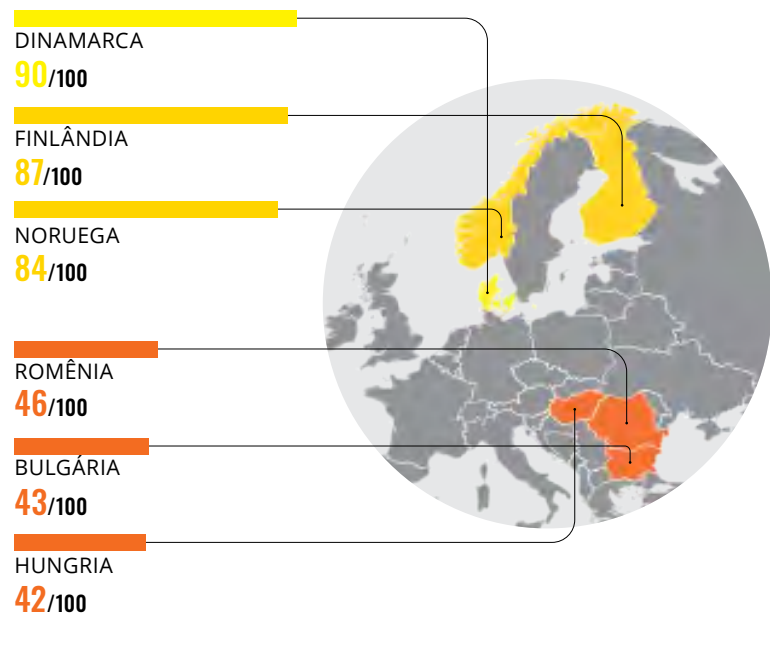 DINAMARCA
90/100
FINLÂNDIA
87/100
NORUEGA
84/100
ROMÊNIA
46/100
BULGÁRIA
43/100
HUNGRIA
42/100